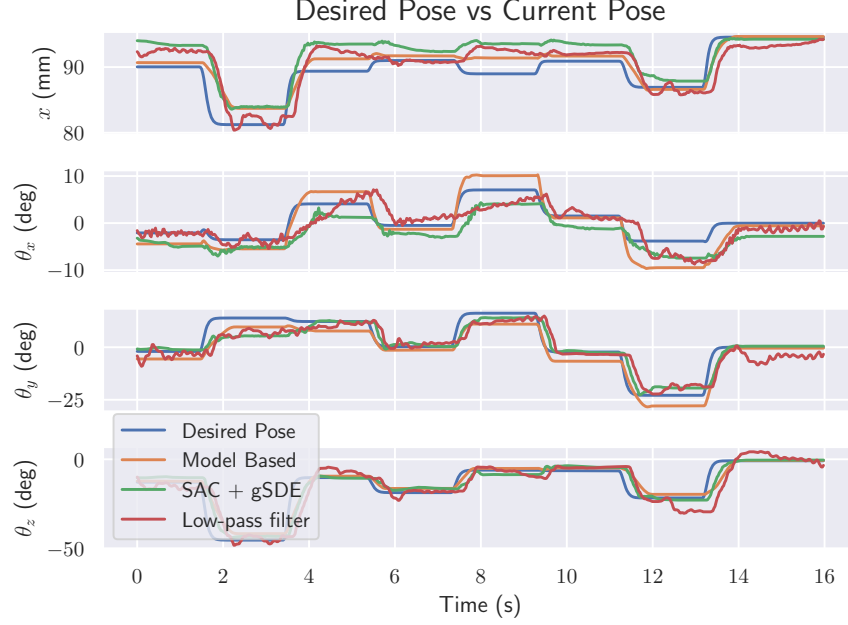 Desired Pose vs Current Pose
x (mm)
90
80
θx (deg)
10
0
−10
θy (deg)
0
−25
Desired Pose
Model Based
SAC + gSDE
Low-pass filter
θz (deg)
0
−50
0 2 4 6 8 10 12 14 16
Time (s)